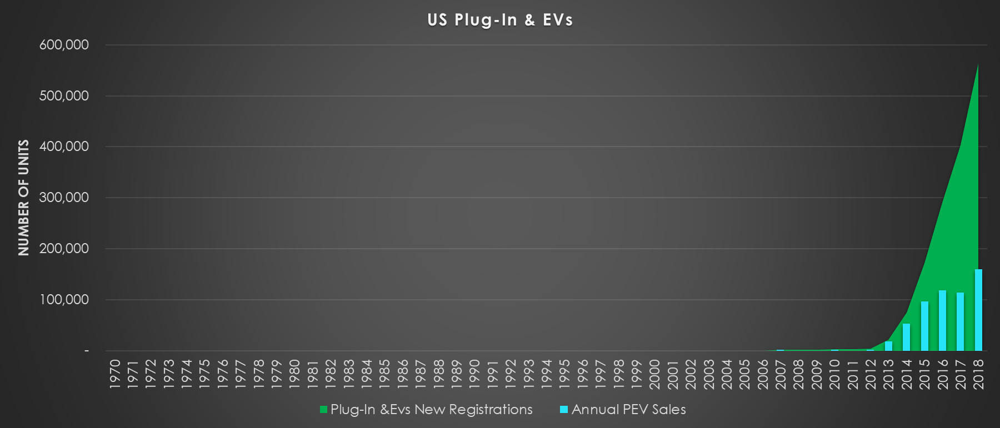 US Plug-In & EVs
NUMBER OF UNITS
600,000
500,000
400,000
300,000
200,000
100,000
-
1970 1971 1972 1973 1974 1975 1976 1977 1978 1979 1980 1981 1982 1983 1984 1985 1986 1987 1988 1989 1990 1991 1992 1993 1994 1995 1996 1997 1998 1999 2000 2001 2002 2003 2004 2005 2006 2007 2008 2009 2010 2011 2012 2013 2014 2015 2016 2017 2018
Plug-In &Evs New Registrations Annual PEV Sales